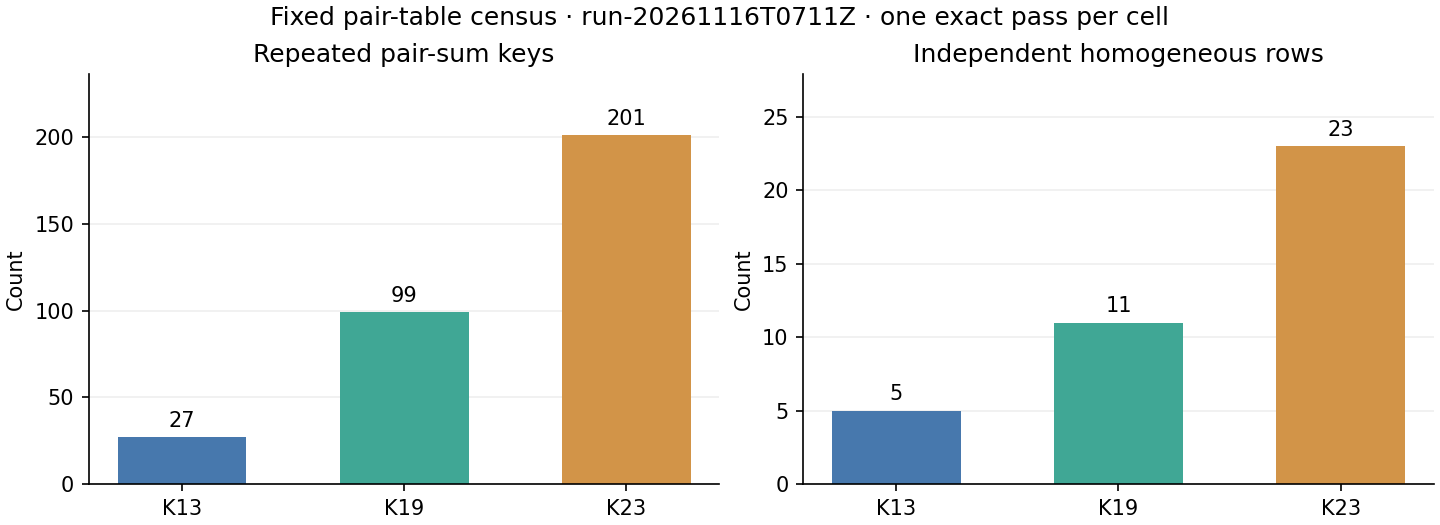 Fixed pair-table census · run-20261116T0711Z · one exact pass per cell
Repeated pair-sum keys
Count
200
150
100
50
0
27
99
201
K13
K19
K23
Independent homogeneous rows
Count
25
20
15
10
5
0
5
11
23
K13
K19
K23